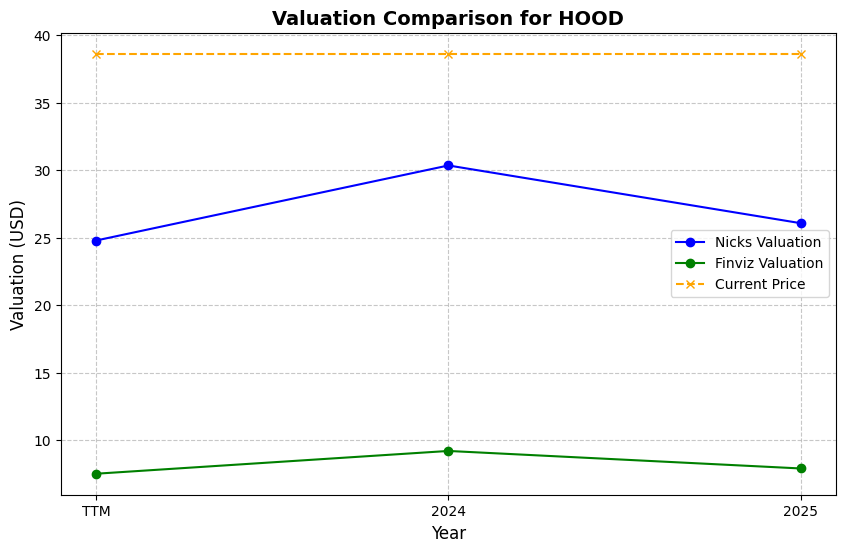 Valuation Comparison for HOOD
Valuation (USD)
40
35
30
25
20
15
10
Nicks Valuation
Finviz Valuation
Current Price
TTM
2024
2025
Year